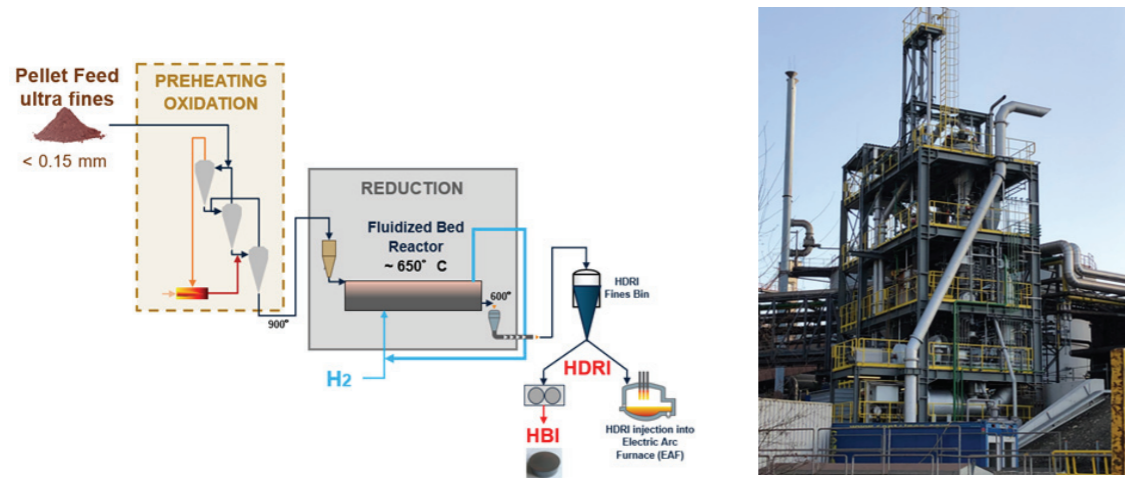 Pellet Feed
ultra fines
< 0.15 mm
PREHEATING
OXIDATION
900°
REDUCTION
Fluidized Bed
Reactor
~ 650° C
600°
H2
HDRI
Fines Bin
HDRI
HBI
HDRI injection into
Electric Arc
Furnace (EAF)